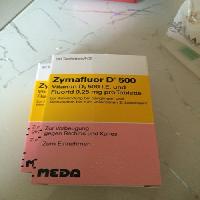 Zymafluor D® 500
Vitamin D₃ 500 I.E. und
Fluorid 0,25 mg pro Tablette
Zur Vorbeugung
gegen Rachitis und Karies
Zum Einnehmen
MEDA